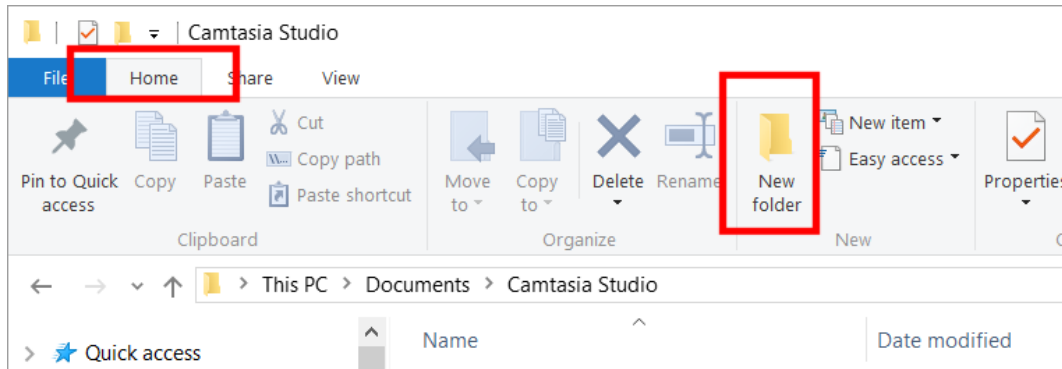 Camtasia Studio
File Home Share View
Cut
Copy path
Paste shortcut
Pin to Quick access
Copy
Paste
Clipboard
Move to
Copy to
Delete
Rename
Organize
New folder
New item
Easy access
New
Properties
This PC > Documents > Camtasia Studio
Quick access
Name
Date modified